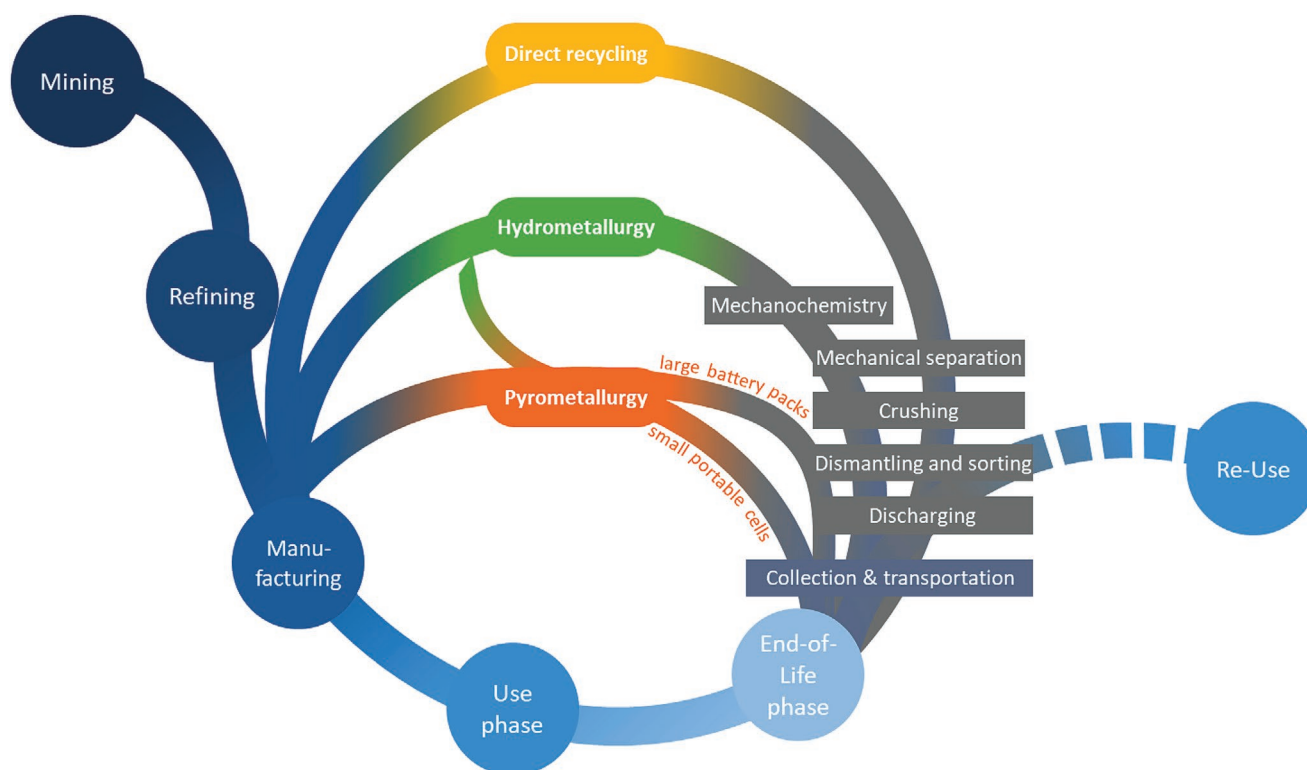 Mining
Direct recycling
Hydrometallurgy
Refining
Mechanochemistry
Mechanical separation
large battery packs
Pyrometallurgy
Crushing
small portable cells
Dismantling and sorting
Re-Use
Discharging
Manu-
facturing
Collection & transportation
End-of-
Life
phase
Use
phase